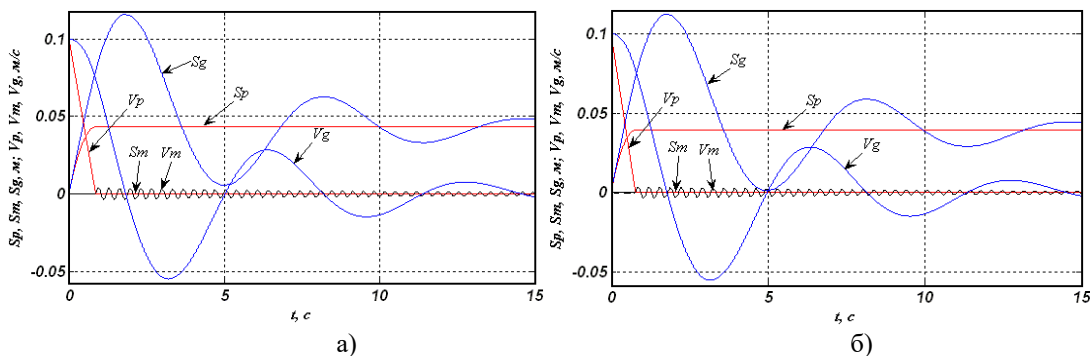 Sp, Sm, Sg, м; Vp, Vm, Vg, м/с
0.1
0.05
0
-0.05
Sg
Vp
Sp
Vg
Sm
Vm
0
5
10
15
t, c
а)
Sp, Sm, Sg, м; Vp, Vm, Vg, м/с
0.1
0.05
0
-0.05
Sg
Vp
Sp
Vg
Sm
Vm
0
5
10
15
t, c
б)